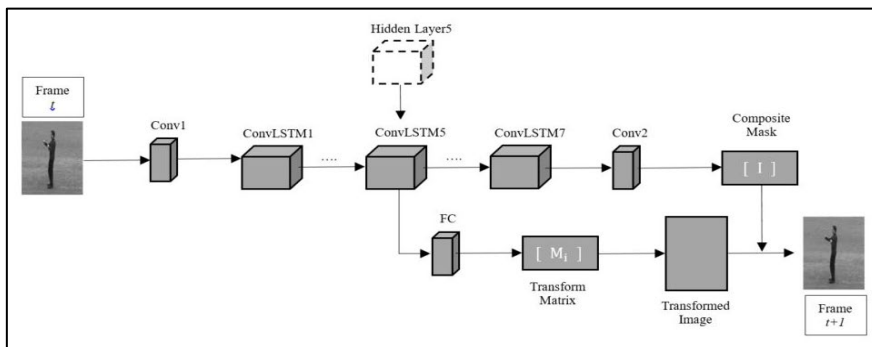 Hidden Layer5
Frame
t
Conv1
ConvLSTM1
....
ConvLSTM5
....
ConvLSTM7
Conv2
Composite
Mask
[ I ]
FC
[ Mᵢ ]
Transform
Matrix
Transformed
Image
Frame
t+1